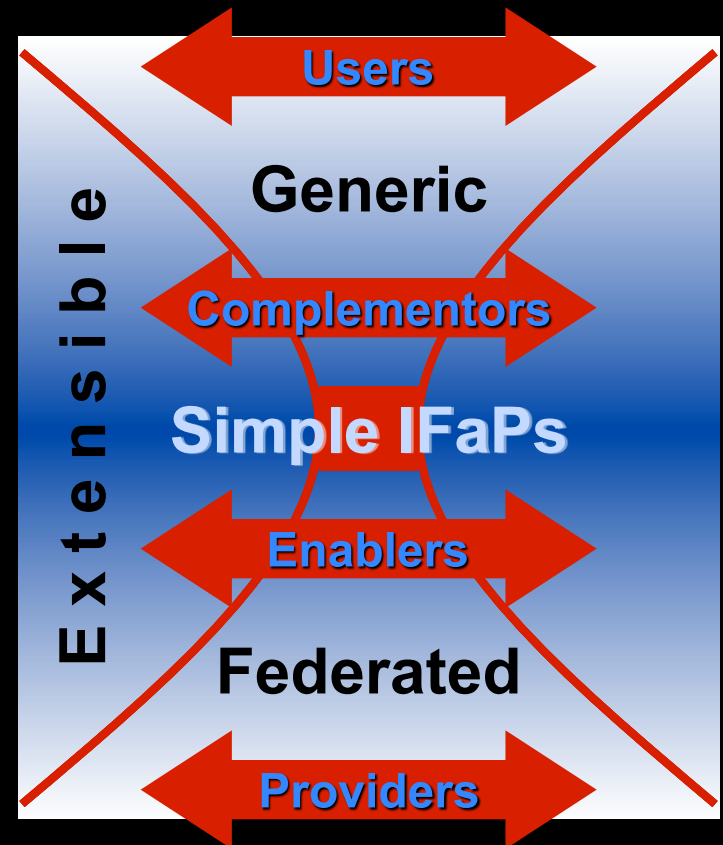 Users
Generic
Extensible
Complementors
Simple IFaPs
Enablers
Federated
Providers